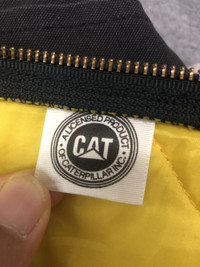 A LICENSED PRODUCT
CAT
OF CATERPILLAR INC.